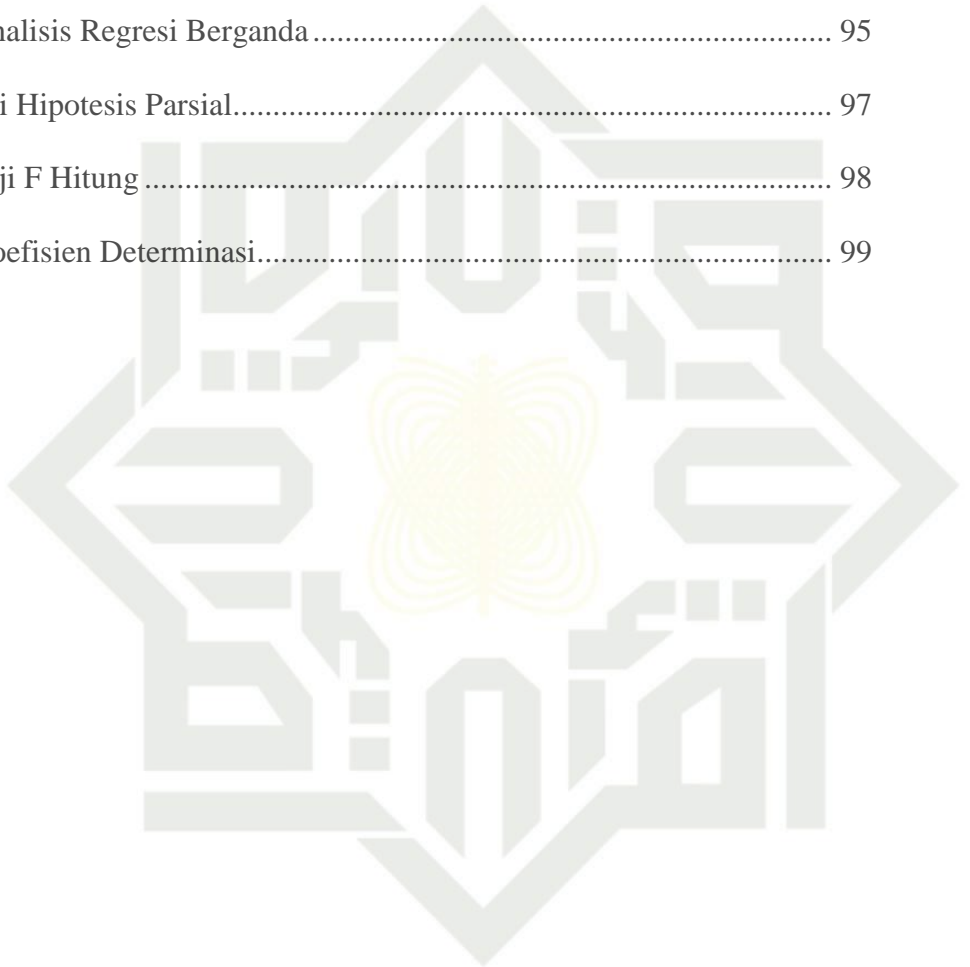 nalisis Regresi Berganda ................................................................. 95
i Hipotesis Parsial........................................................................... 97
ji F Hitung ...................................................................................... 98
oefisien Determinasi........................................................................ 99